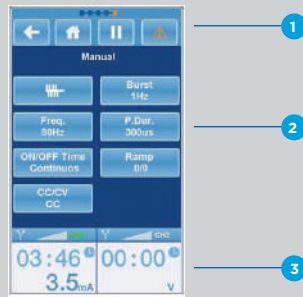 1
Manual
Burst
1Hz
2
Freq.
80Hz
P.Dur.
300us
ON/OFF Time
Continuos
Ramp
0/0
CC/CV
CC
CH2
03:46
00:00
3
3.5mA
V